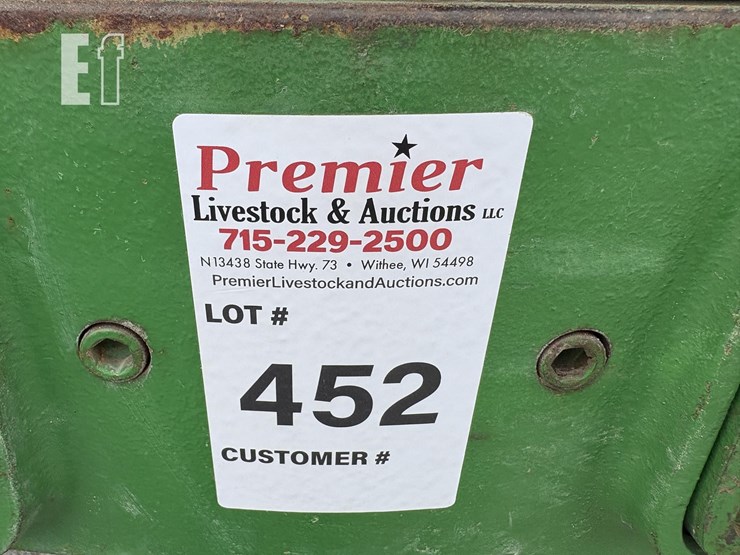 Ef
Premier
Livestock & Auctions LLC
715-229-2500
N13438 State Hwy. 73 • Withee, WI 54498
PremierLivestockandAuctions.com
LOT #
452
CUSTOMER #